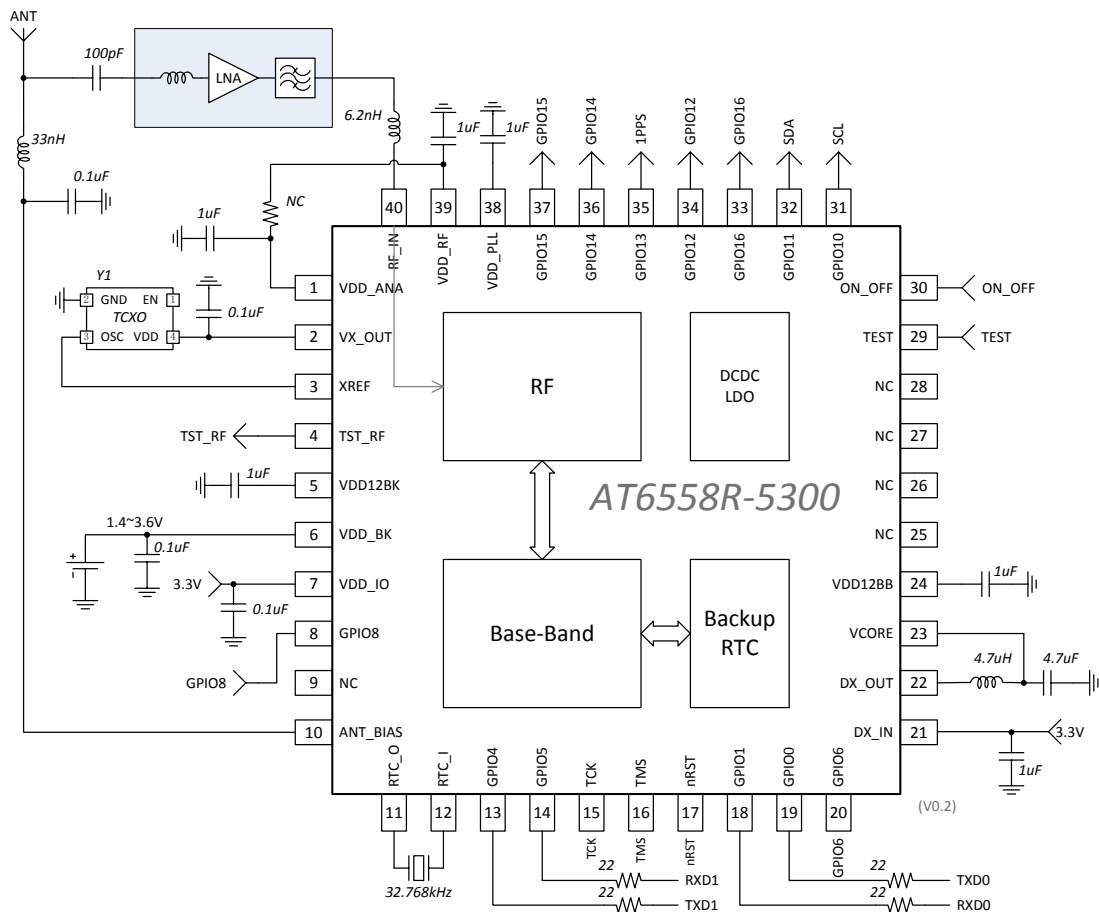 ANT
100pF
LNA
33nH
0.1uF
6.2nH
1uF
1uF
GPIO15
GPIO14
1PPS
GPIO12
GPIO16
SDA
SCL
NC
1uF
40
39
38
37
36
35
34
33
32
31
RF_IN
VDD_RF
VDD_PLL
GPIO15
GPIO14
GPIO13
GPIO12
GPIO16
GPIO11
GPIO10
Y1
2 GND EN 1
TCXO
3 OSC VDD 4
0.1uF
1 VDD_ANA
2 VX_OUT
3 XREF
TST_RF 4 TST_RF
1uF 5 VDD12BK
1.4~3.6V
+
-
0.1uF
6 VDD_BK
3.3V 7 VDD_IO
0.1uF
8 GPIO8
GPIO8
9 NC
10 ANT_BIAS
RF
DCDC
LDO
AT6558R-5300
Base-Band
Backup
RTC
ON_OFF 30 ON_OFF
TEST 29 TEST
NC 28
NC 27
NC 26
NC 25
VDD12BB 24 1uF
VCORE 23
4.7uH 4.7uF
DX_OUT 22
DX_IN 21 3.3V
1uF
(V0.2)
RTC_O
RTC_I
GPIO4
GPIO5
TCK
TMS
nRST
GPIO1
GPIO0
GPIO6
11
12
13
14
15
16
17
18
19
20
TCK
TMS
nRST
GPIO6
32.768kHz
22 RXD1
22 TXD1
22 TXD0
22 RXD0